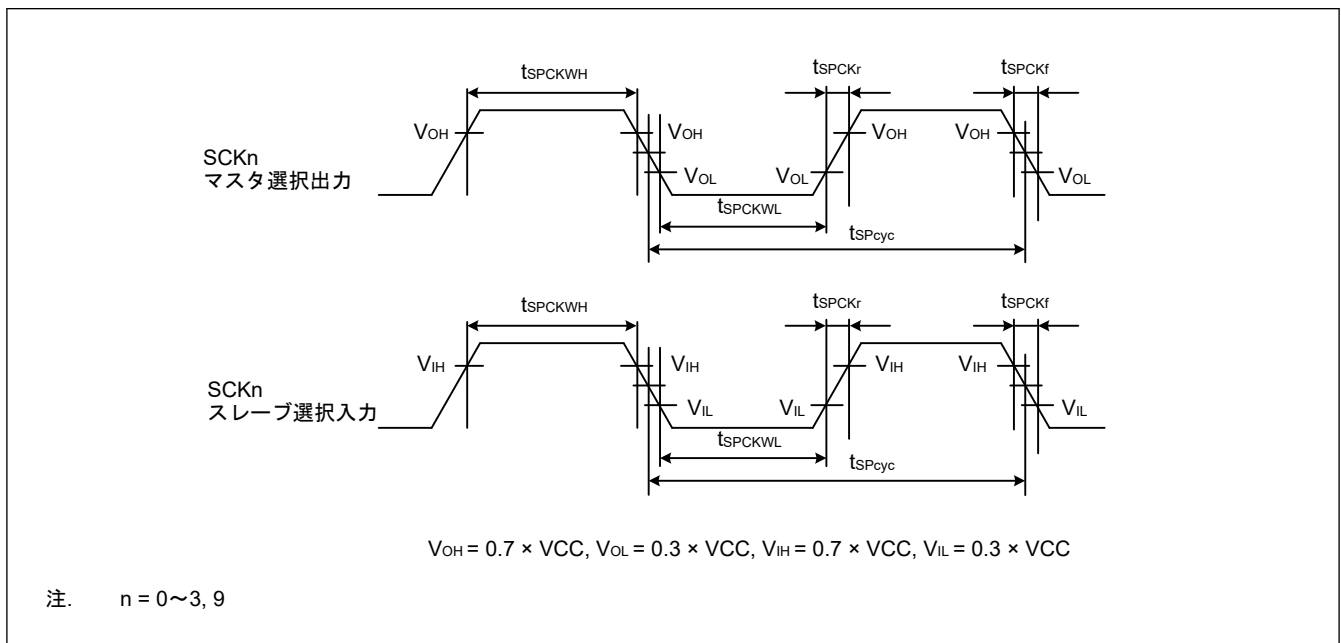 tSPCKWH
tSPCKr
tSPCKf
VOH
VOH
VOH
VOH
SCKn
マスタ選択出力
VOL
VOL
VOL
tSPCKWL
tSPcyc
tSPCKWH
tSPCKr
tSPCKf
VIH
VIH
VIH
VIH
SCKn
スレーブ選択入力
VIL
VIL
VIL
tSPCKWL
tSPcyc
VOH = 0.7 × VCC, VOL = 0.3 × VCC, VIH = 0.7 × VCC, VIL = 0.3 × VCC
注. n = 0～3, 9